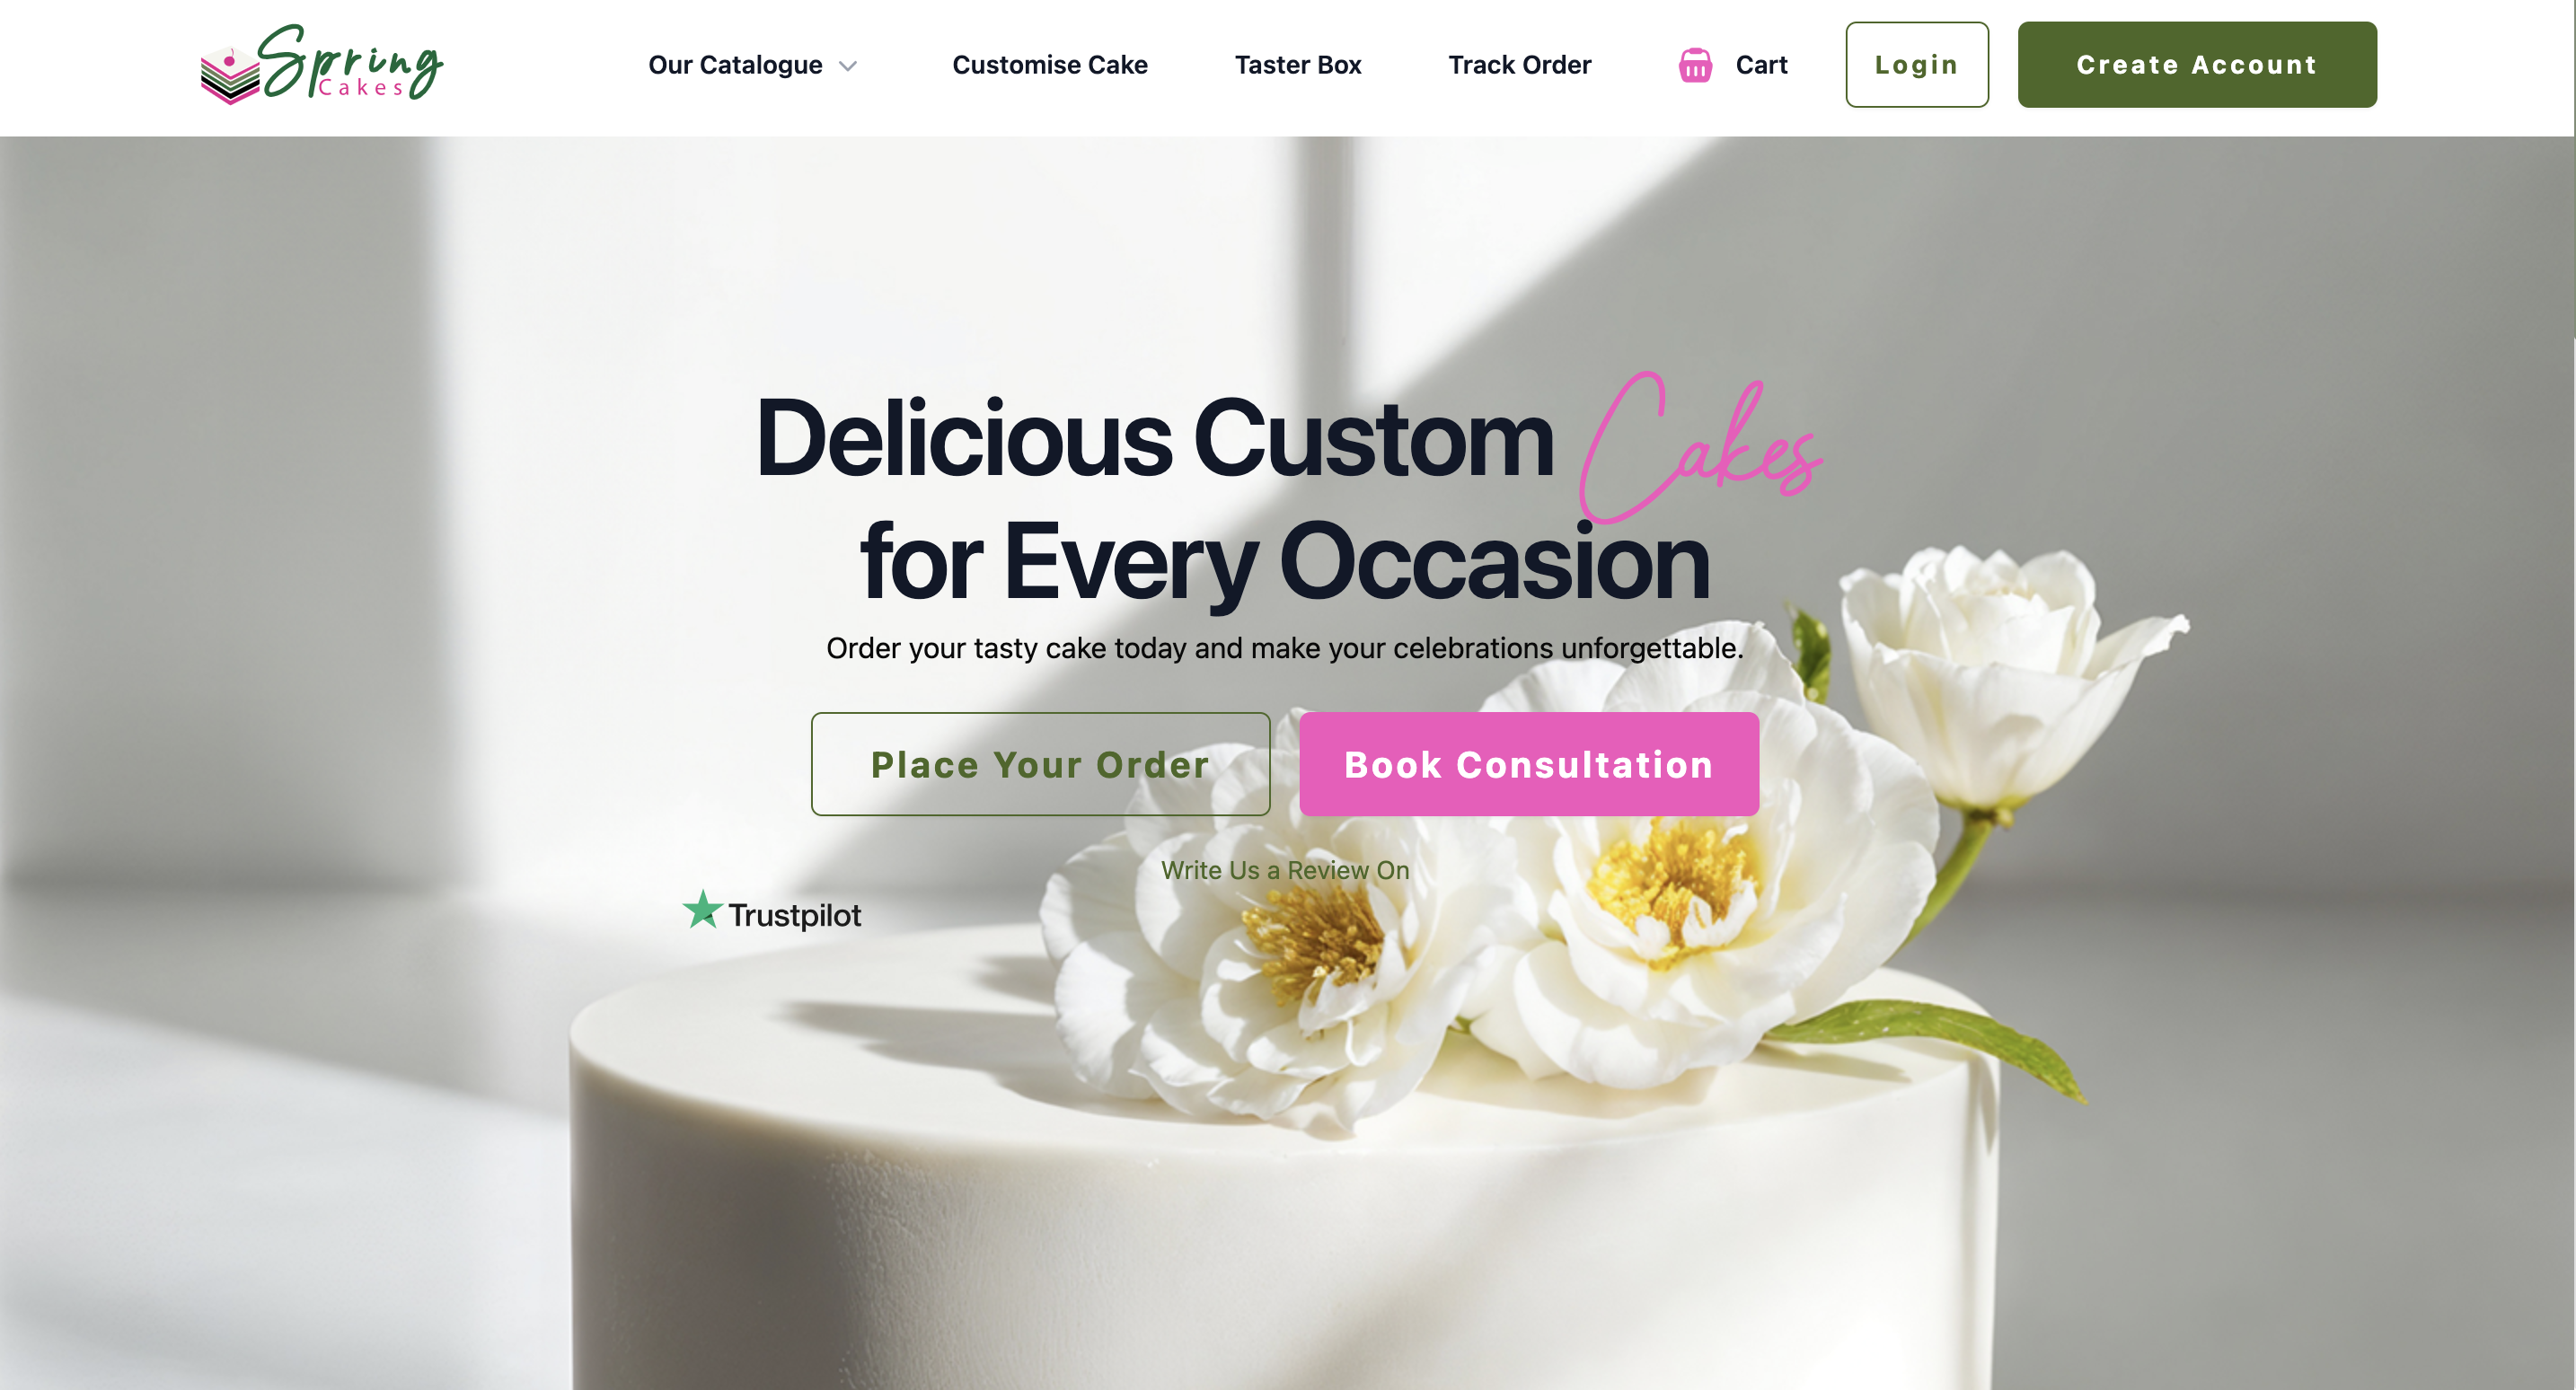 Spring
Cakes
Our Catalogue
Customise Cake
Taster Box
Track Order
Cart
Login
Create Account
Delicious Custom Cakes
for Every Occasion
Order your tasty cake today and make your celebrations unforgettable.
Place Your Order
Book Consultation
Write Us a Review On
Trustpilot